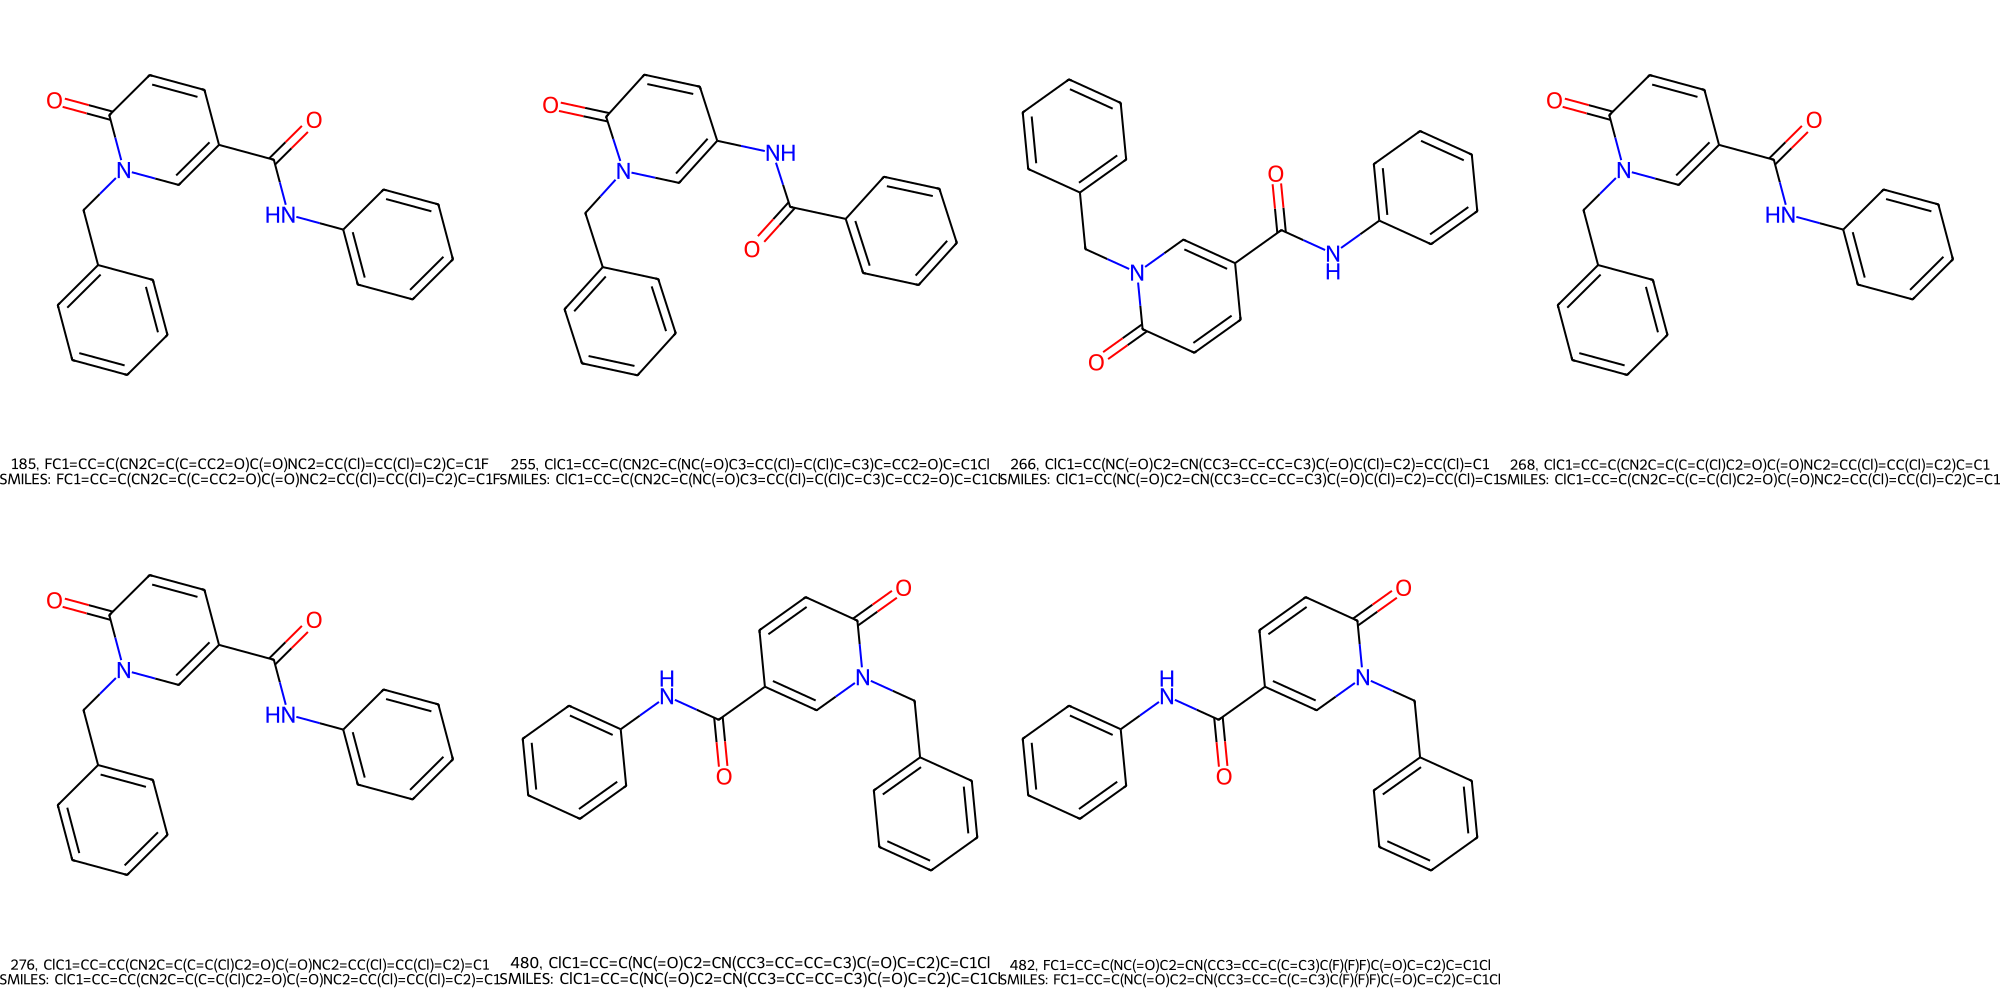 O
O
N
HN
O
NH
N
O
O
N
N
H
O
O
O
N
HN
185, FC1=CC=C(CN2C=C(C=CC2=O)C(=O)NC2=CC(Cl)=CC(Cl)=C2)C=C1F
SMILES: FC1=CC=C(CN2C=C(C=CC2=O)C(=O)NC2=CC(Cl)=CC(Cl)=C2)C=C1F
255, ClC1=CC=C(CN2C=C(NC(=O)C3=CC(Cl)=C(Cl)C=C3)C=CC2=O)C=C1Cl
SMILES: ClC1=CC=C(CN2C=C(NC(=O)C3=CC(Cl)=C(Cl)C=C3)C=CC2=O)C=C1Cl
266, ClC1=CC(NC(=O)C2=CN(CC3=CC=CC=C3)C(=O)C(Cl)=C2)=CC(Cl)=C1
SMILES: ClC1=CC(NC(=O)C2=CN(CC3=CC=CC=C3)C(=O)C(Cl)=C2)=CC(Cl)=C1
268, ClC1=CC=C(CN2C=C(C=C(Cl)C2=O)C(=O)NC2=CC(Cl)=CC(Cl)=C2)C=C1
SMILES: ClC1=CC=C(CN2C=C(C=C(Cl)C2=O)C(=O)NC2=CC(Cl)=CC(Cl)=C2)C=C1
O
O
N
HN
H
N
O
O
N
H
N
O
O
N
276, ClC1=CC=CC(CN2C=C(C=C(Cl)C2=O)C(=O)NC2=CC(Cl)=CC(Cl)=C2)=C1
SMILES: ClC1=CC=CC(CN2C=C(C=C(Cl)C2=O)C(=O)NC2=CC(Cl)=CC(Cl)=C2)=C1
480, ClC1=CC=C(NC(=O)C2=CN(CC3=CC=CC=C3)C(=O)C=C2)C=C1Cl
SMILES: ClC1=CC=C(NC(=O)C2=CN(CC3=CC=CC=C3)C(=O)C=C2)C=C1Cl
482, FC1=CC=C(NC(=O)C2=CN(CC3=CC=C(C=C3)C(F)(F)F)C(=O)C=C2)C=C1Cl
SMILES: FC1=CC=C(NC(=O)C2=CN(CC3=CC=C(C=C3)C(F)(F)F)C(=O)C=C2)C=C1Cl